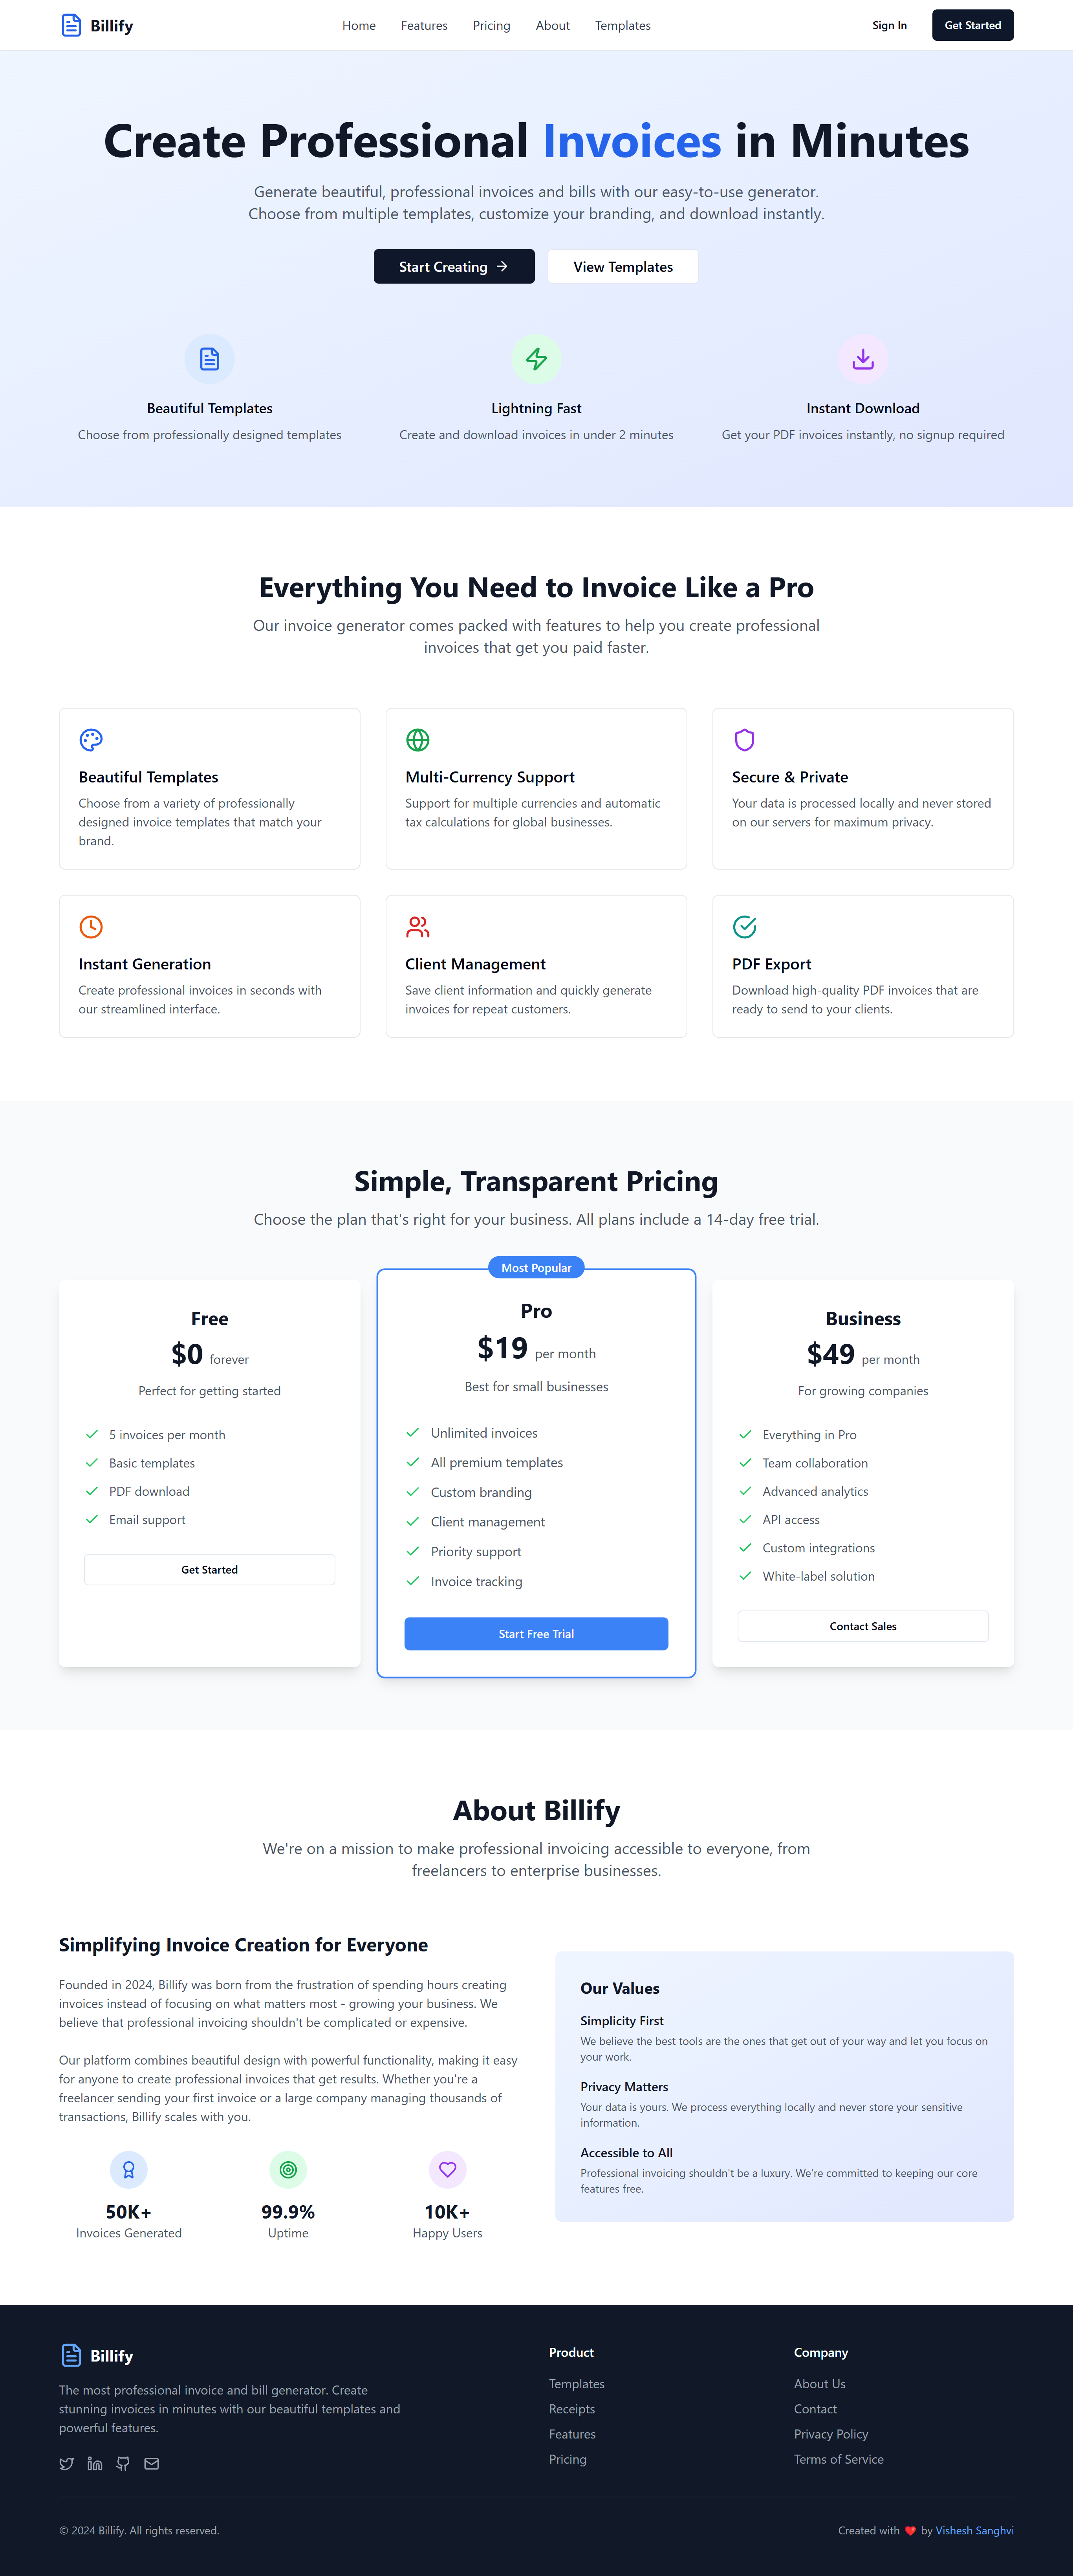 Billify
Home
Features
Pricing
About
Templates
Sign In
Get Started
Create Professional Invoices in Minutes
Generate beautiful, professional invoices and bills with our easy-to-use generator.
Choose from multiple templates, customize your branding, and download instantly.
Start Creating
View Templates
Beautiful Templates
Choose from professionally designed templates
Lightning Fast
Create and download invoices in under 2 minutes
Instant Download
Get your PDF invoices instantly, no signup required
Everything You Need to Invoice Like a Pro
Our invoice generator comes packed with features to help you create professional
invoices that get you paid faster.
Beautiful Templates
Choose from a variety of professionally
designed invoice templates that match your
brand.
Multi-Currency Support
Support for multiple currencies and automatic
tax calculations for global businesses.
Secure & Private
Your data is processed locally and never stored
on our servers for maximum privacy.
Instant Generation
Create professional invoices in seconds with
our streamlined interface.
Client Management
Save client information and quickly generate
invoices for repeat customers.
PDF Export
Download high-quality PDF invoices that are
ready to send to your clients.
Simple, Transparent Pricing
Choose the plan that's right for your business. All plans include a 14-day free trial.
Free
$0 forever
Perfect for getting started
5 invoices per month
Basic templates
PDF download
Email support
Get Started
Most Popular
Pro
$19 per month
Best for small businesses
Unlimited invoices
All premium templates
Custom branding
Client management
Priority support
Invoice tracking
Start Free Trial
Business
$49 per month
For growing companies
Everything in Pro
Team collaboration
Advanced analytics
API access
Custom integrations
White-label solution
Contact Sales
About Billify
We're on a mission to make professional invoicing accessible to everyone, from
freelancers to enterprise businesses.
Simplifying Invoice Creation for Everyone
Founded in 2024, Billify was born from the frustration of spending hours creating
invoices instead of focusing on what matters most - growing your business. We
believe that professional invoicing shouldn't be complicated or expensive.
Our platform combines beautiful design with powerful functionality, making it easy
for anyone to create professional invoices that get results. Whether you're a
freelancer sending your first invoice or a large company managing thousands of
transactions, Billify scales with you.
50K+
Invoices Generated
99.9%
Uptime
10K+
Happy Users
Our Values
Simplicity First
We believe the best tools are the ones that get out of your way and let you focus on
your work.
Privacy Matters
Your data is yours. We process everything locally and never store your sensitive
information.
Accessible to All
Professional invoicing shouldn't be a luxury. We're committed to keeping our core
features free.
Billify
The most professional invoice and bill generator. Create
stunning invoices in minutes with our beautiful templates and
powerful features.
Product
Templates
Receipts
Features
Pricing
Company
About Us
Contact
Privacy Policy
Terms of Service
© 2024 Billify. All rights reserved.
Created with ❤️ by Vishesh Sanghvi